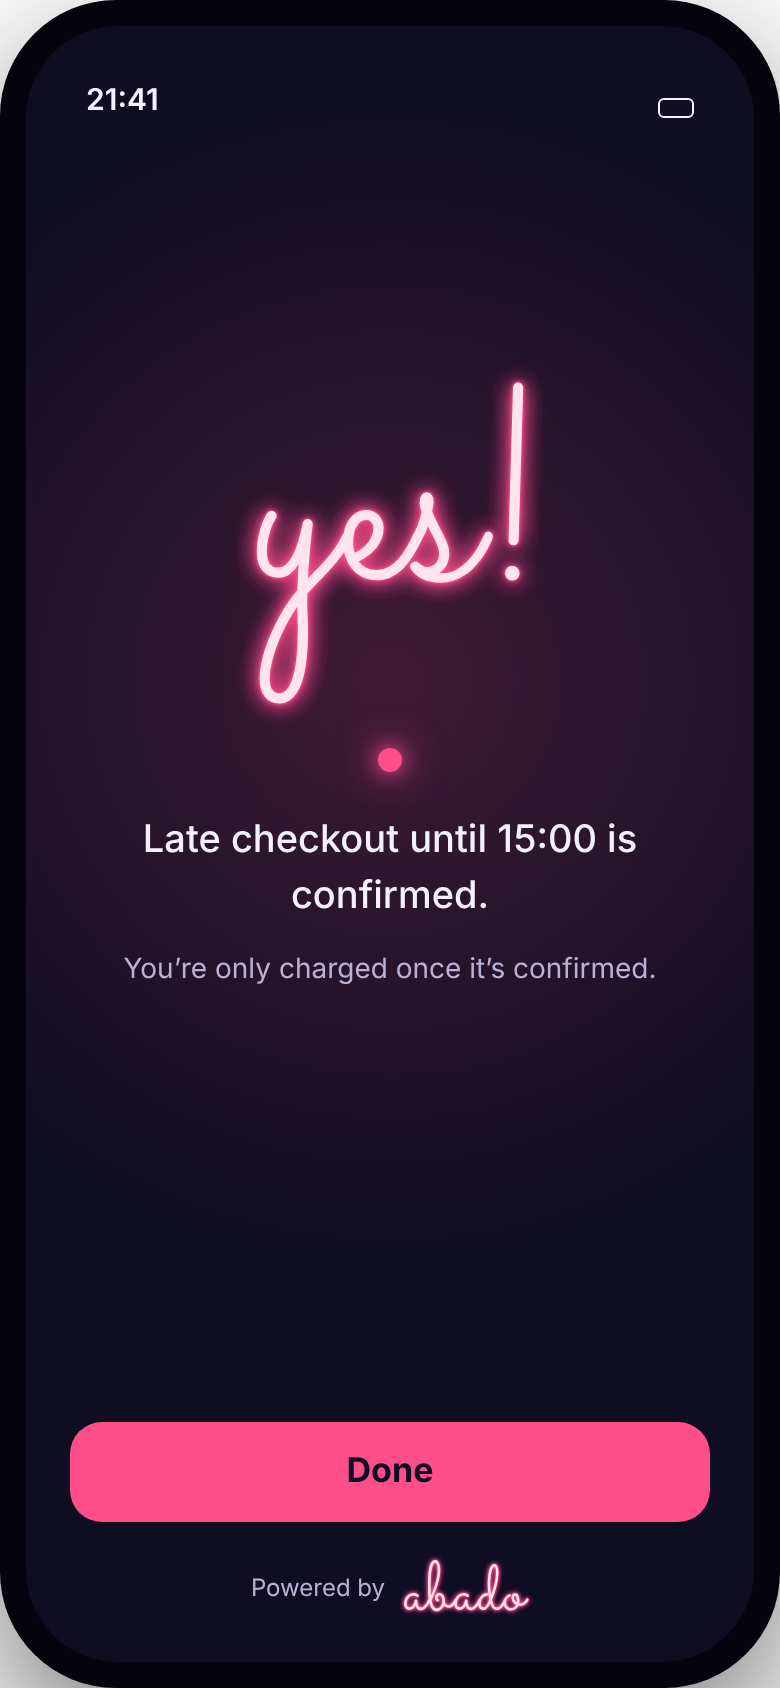 21:41
yes!
Late checkout until 15:00 is
confirmed.
You’re only charged once it’s confirmed.
Done
Powered by abado